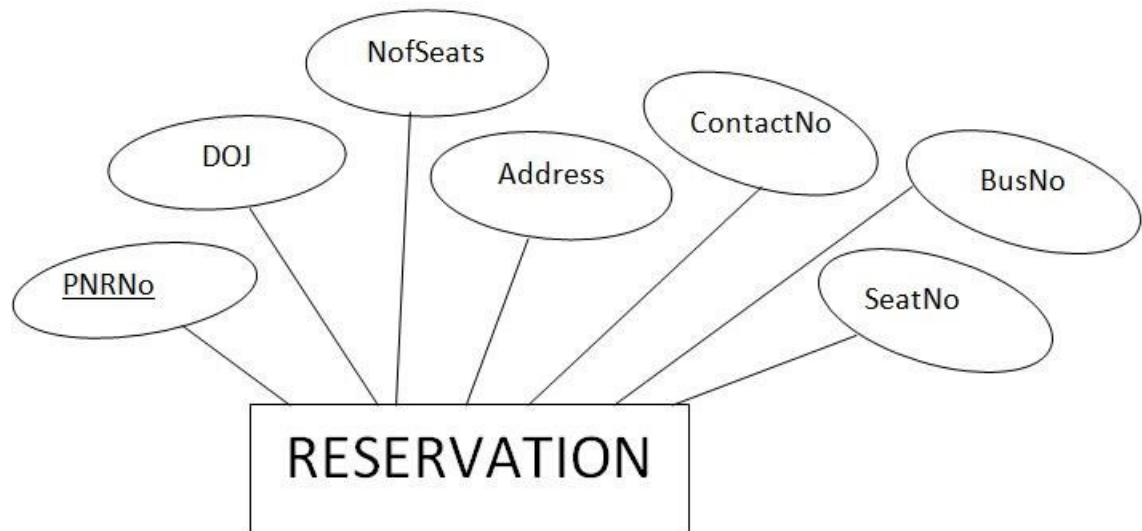 NofSeats
ContactNo
DOJ
Address
BusNo
PNRNo
SeatNo
RESERVATION